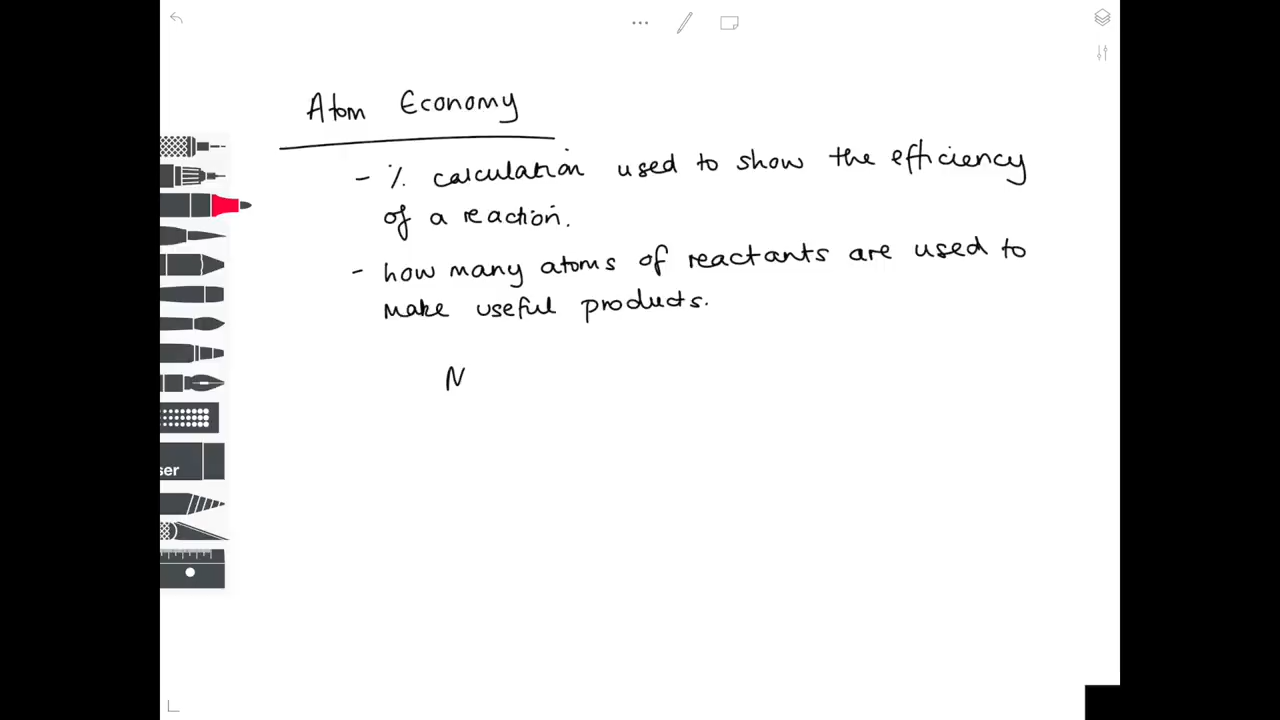 Atom Economy
- % calculation used to show the efficiency
of a reaction.
- how many atoms of reactants are used to
make useful products.
N
ser